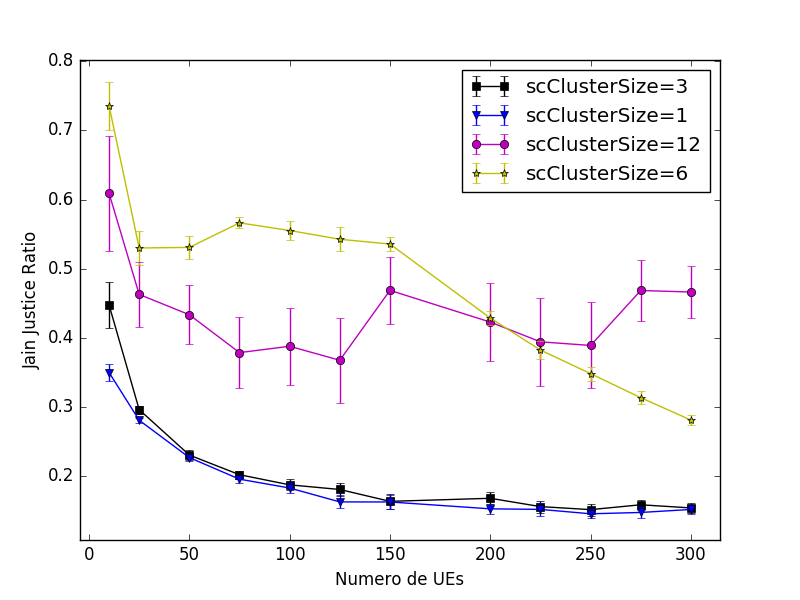 0.8
0.7
0.6
0.5
0.4
0.3
0.2
Jain Justice Ratio
scClusterSize=3
scClusterSize=1
scClusterSize=12
scClusterSize=6
0 50 100 150 200 250 300
Numero de UEs